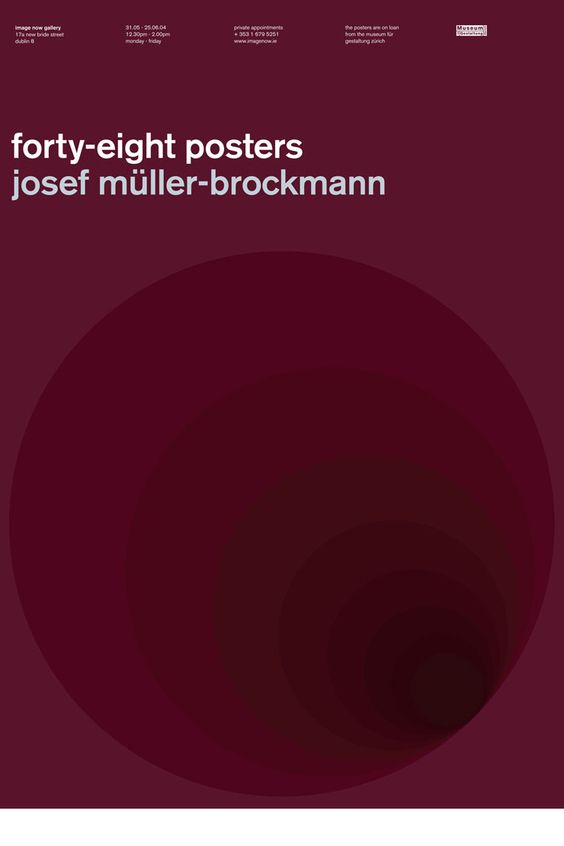 image now gallery
17a new bride street
dublin 8
31.05 - 25.06.04
12.30pm - 2.00pm
monday - friday
private appointments
+ 353 1 679 5251
www.imagenow.ie
the posters are on loan
from the museum für
gestaltung zürich
Museum
Gestaltung
forty-eight posters
josef müller-brockmann